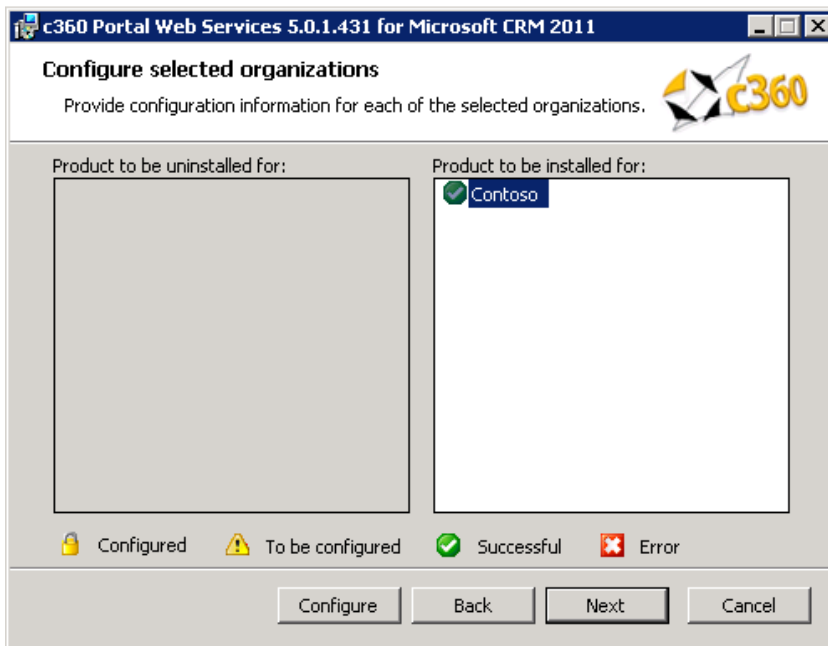 c360 Portal Web Services 5.0.1.431 for Microsoft CRM 2011
Configure selected organizations
Provide configuration information for each of the selected organizations.
c360
Product to be uninstalled for:
Product to be installed for:
Contoso
Configured To be configured Successful Error
Configure Back Next Cancel